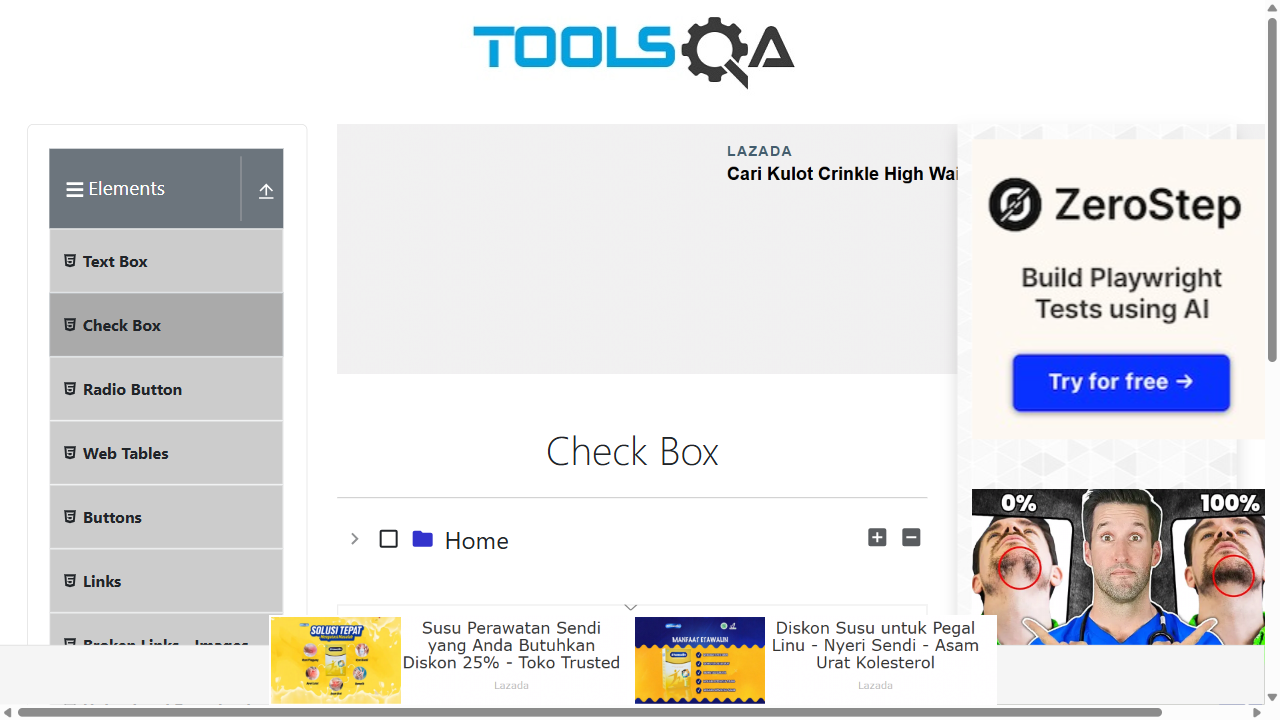 TOOLSQA
Elements
Text Box
Check Box
Radio Button
Web Tables
Buttons
Links
Broken Links - Images
LAZADA
Cari Kulot Crinkle High Wai
Check Box
Home
ZeroStep
Build Playwright
Tests using AI
Try for free →
0%
100%
SOLUSI TEPAT
Susu Perawatan Sendi
yang Anda Butuhkan
Diskon 25% - Toko Trusted
Lazada
MANFAAT ETAWALIN
Diskon Susu untuk Pegal
Linu - Nyeri Sendi - Asam
Urat Kolesterol
Lazada